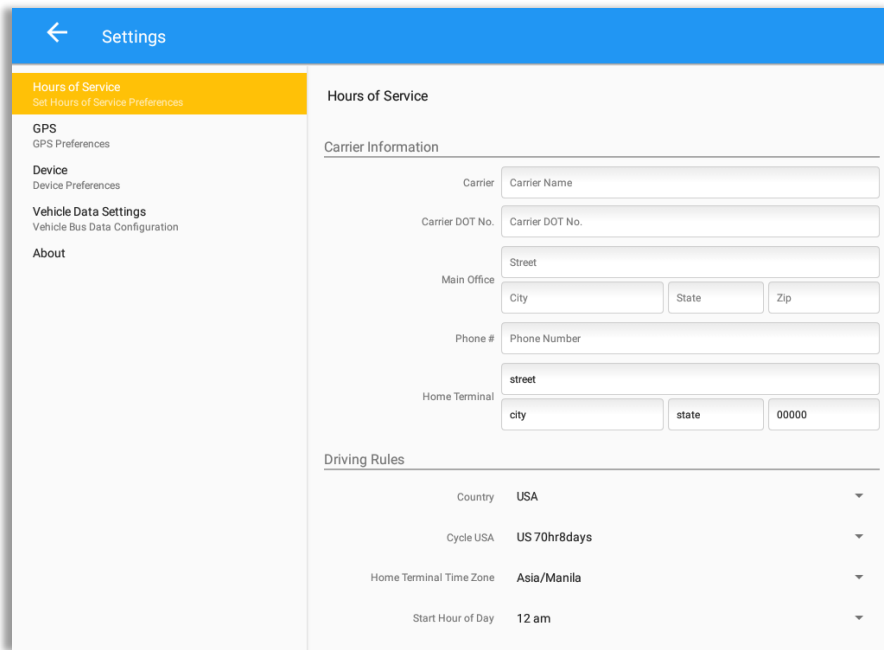 Settings
Hours of Service
Set Hours of Service Preferences
GPS
GPS Preferences
Device
Device Preferences
Vehicle Data Settings
Vehicle Bus Data Configuration
About
Hours of Service
Carrier Information
Carrier Carrier Name
Carrier DOT No. Carrier DOT No.
Main Office
Street
City State Zip
Phone # Phone Number
Home Terminal
street
city state 00000
Driving Rules
Country USA
Cycle USA US 70hr8days
Home Terminal Time Zone Asia/Manila
Start Hour of Day 12 am